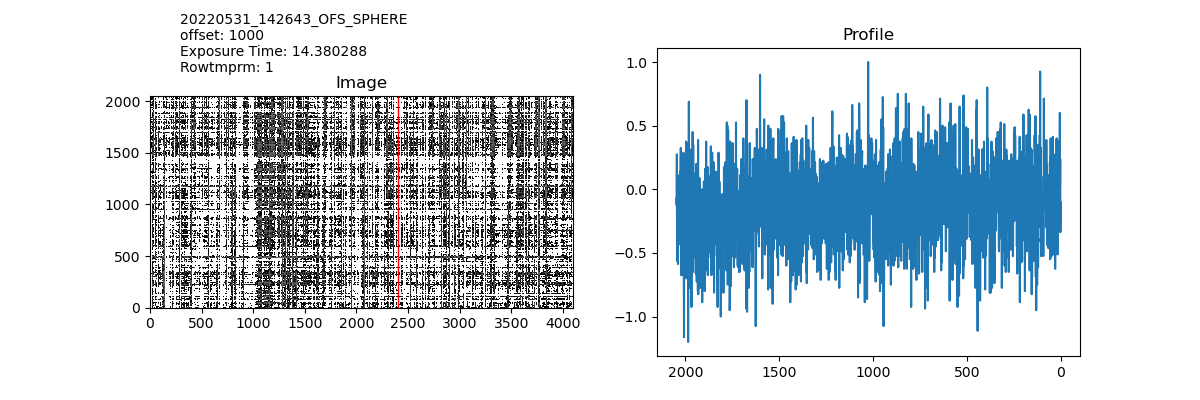 20220531_142643_OFS_SPHERE
offset: 1000
Exposure Time: 14.380288
Rowtmprm: 1
Image
2000
1500
1000
500
0
0 500 1000 1500 2000 2500 3000 3500 4000
Profile
1.0
0.5
0.0
−0.5
−1.0
2000 1500 1000 500 0